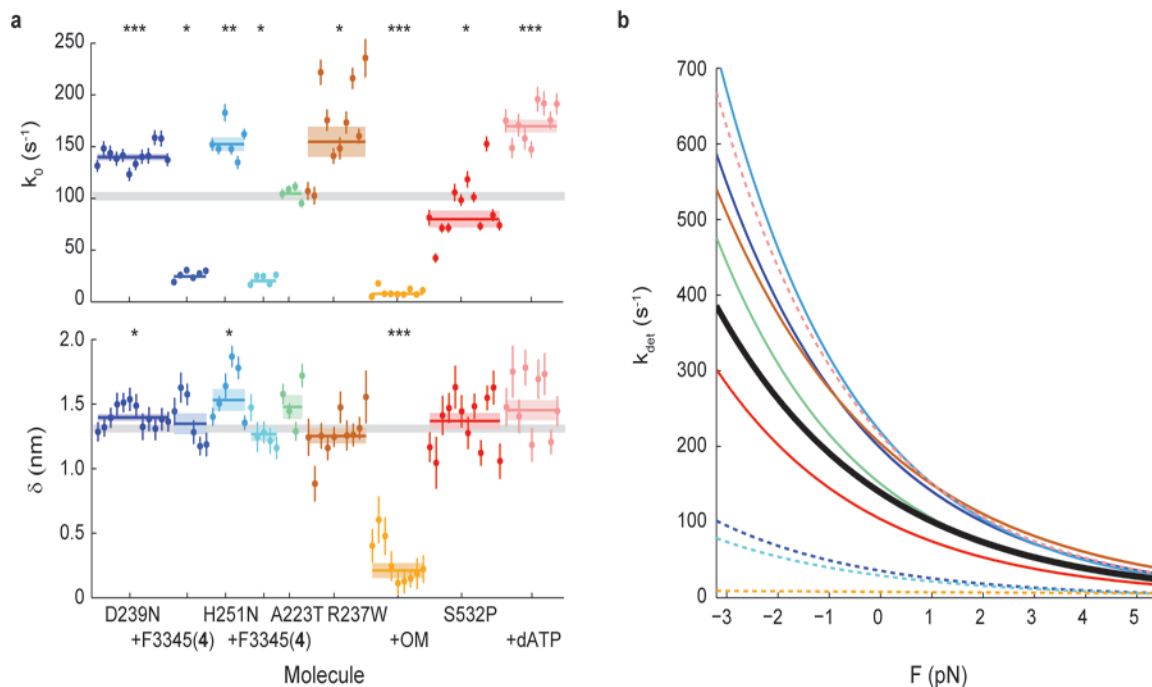 a
*** * ** * * *** * ***
k0 (s-1)
250
200
150
100
50
0
* * ***
δ (nm)
2.0
1.5
1.0
0.5
0
D239N H251N A223T R237W S532P
+F3345(4) +F3345(4) +OM +dATP
Molecule
b
kdet (s-1)
700
600
500
400
300
200
100
0
−3 −2 −1 0 1 2 3 4 5
F (pN)